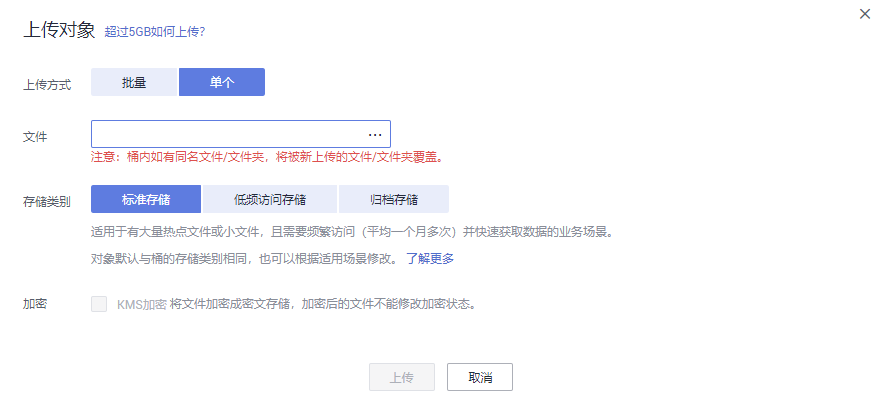 上传对象 超过5GB如何上传？
上传方式 批量 单个
文件 ...
注意：桶内如有同名文件/文件夹，将被新上传的文件/文件夹覆盖。
存储类别 标准存储 低频访问存储 归档存储
适用于有大量热点文件或小文件，且需要频繁访问（平均一个月多次）并快速获取数据的业务场景。
对象默认与桶的存储类别相同，也可以根据适用场景修改。 了解更多
加密 KMS加密 将文件加密成密文存储，加密后的文件不能修改加密状态。
上传 取消